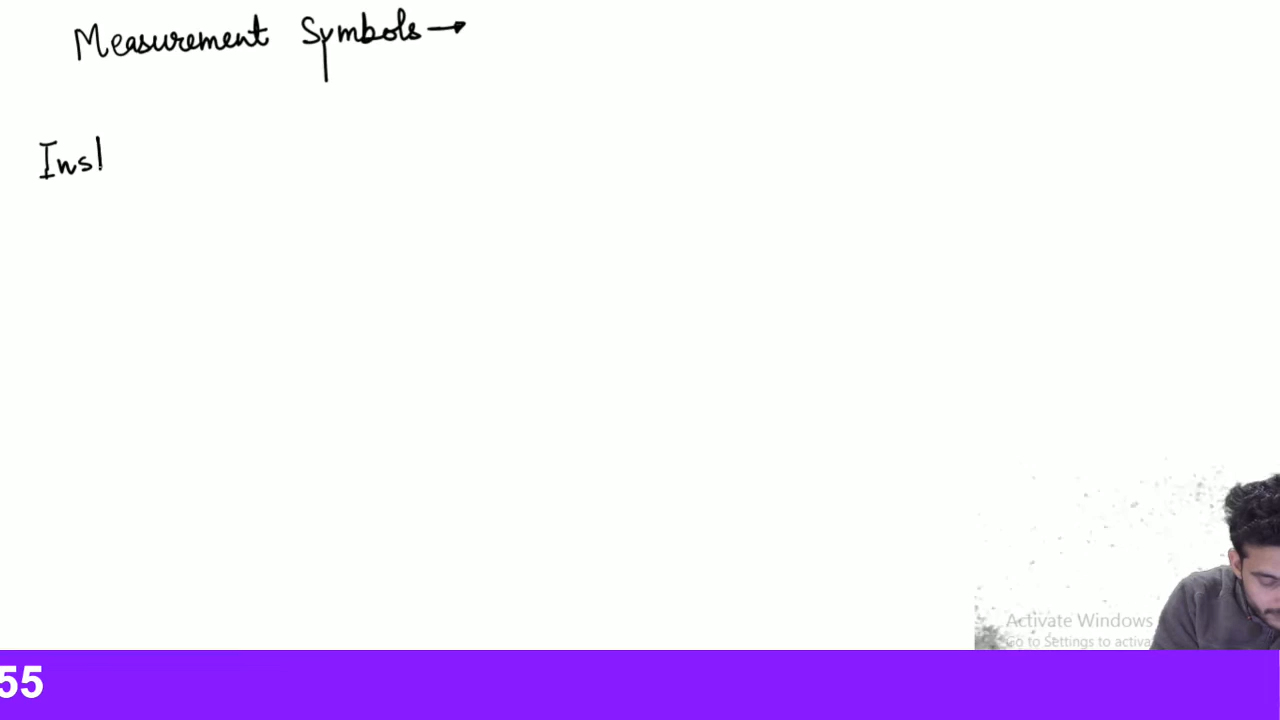 Measurement Symbols →
Ins
Activate Windows
Go to Settings to activa
55